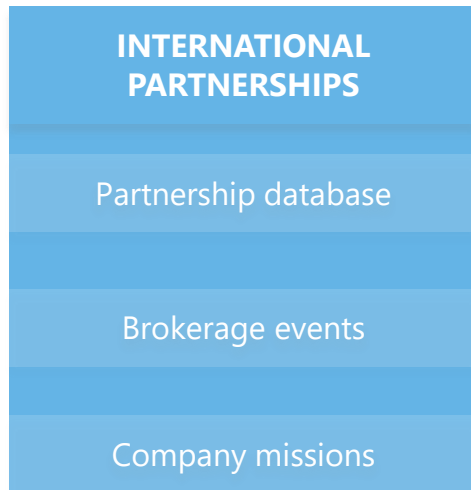 INTERNATIONAL
PARTNERSHIPS
Partnership database
Brokerage events
Company missions